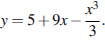 y = 5 + 9x − x³/3.